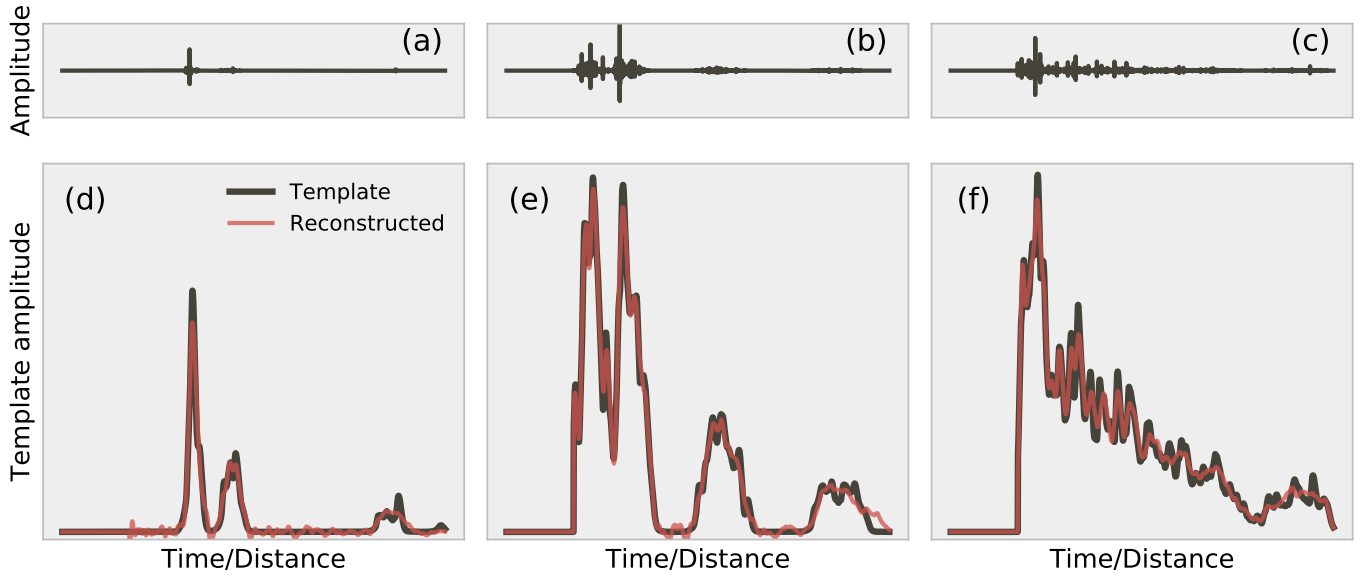 Amplitude
(a)
(b)
(c)
Template amplitude
(d)
Template
Reconstructed
(e)
(f)
Time/Distance
Time/Distance
Time/Distance